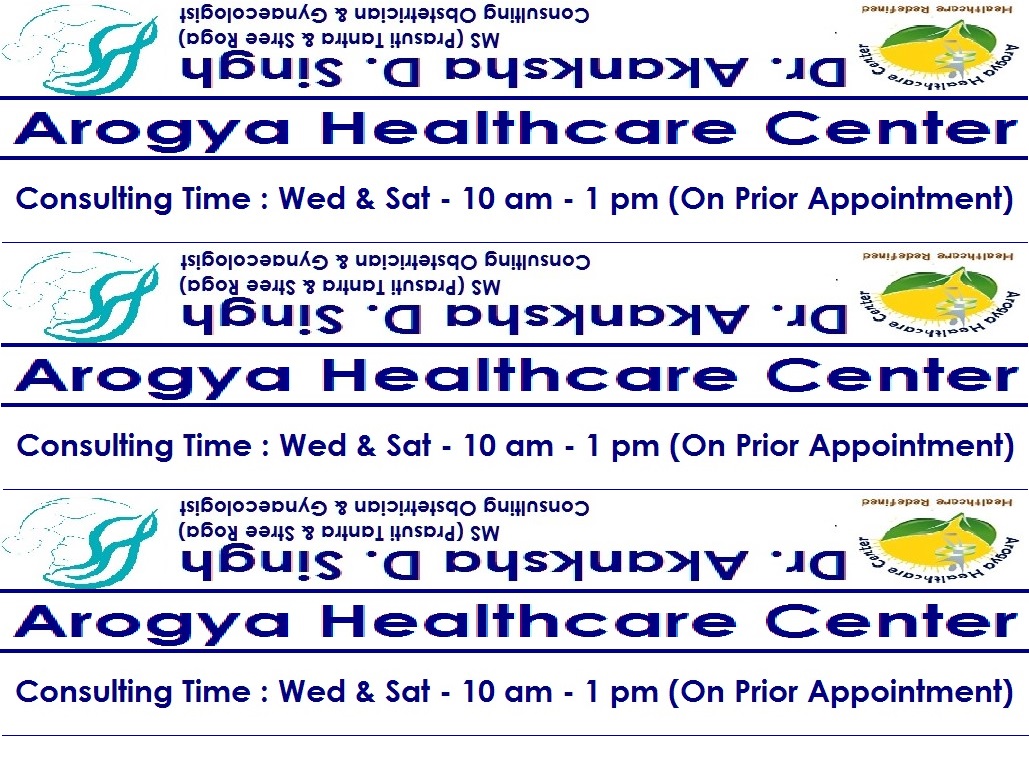 Dr. Akanksha D. Singh
MS (Prasuti Tantra & Stree Roga)
Consulting Obstetrician & Gynaecologist
Arogya Healthcare Center
Healthcare Redefined
Arogya Healthcare Center
Consulting Time : Wed & Sat - 10 am - 1 pm (On Prior Appointment)
Dr. Akanksha D. Singh
MS (Prasuti Tantra & Stree Roga)
Consulting Obstetrician & Gynaecologist
Arogya Healthcare Center
Healthcare Redefined
Arogya Healthcare Center
Consulting Time : Wed & Sat - 10 am - 1 pm (On Prior Appointment)
Dr. Akanksha D. Singh
MS (Prasuti Tantra & Stree Roga)
Consulting Obstetrician & Gynaecologist
Arogya Healthcare Center
Healthcare Redefined
Arogya Healthcare Center
Consulting Time : Wed & Sat - 10 am - 1 pm (On Prior Appointment)